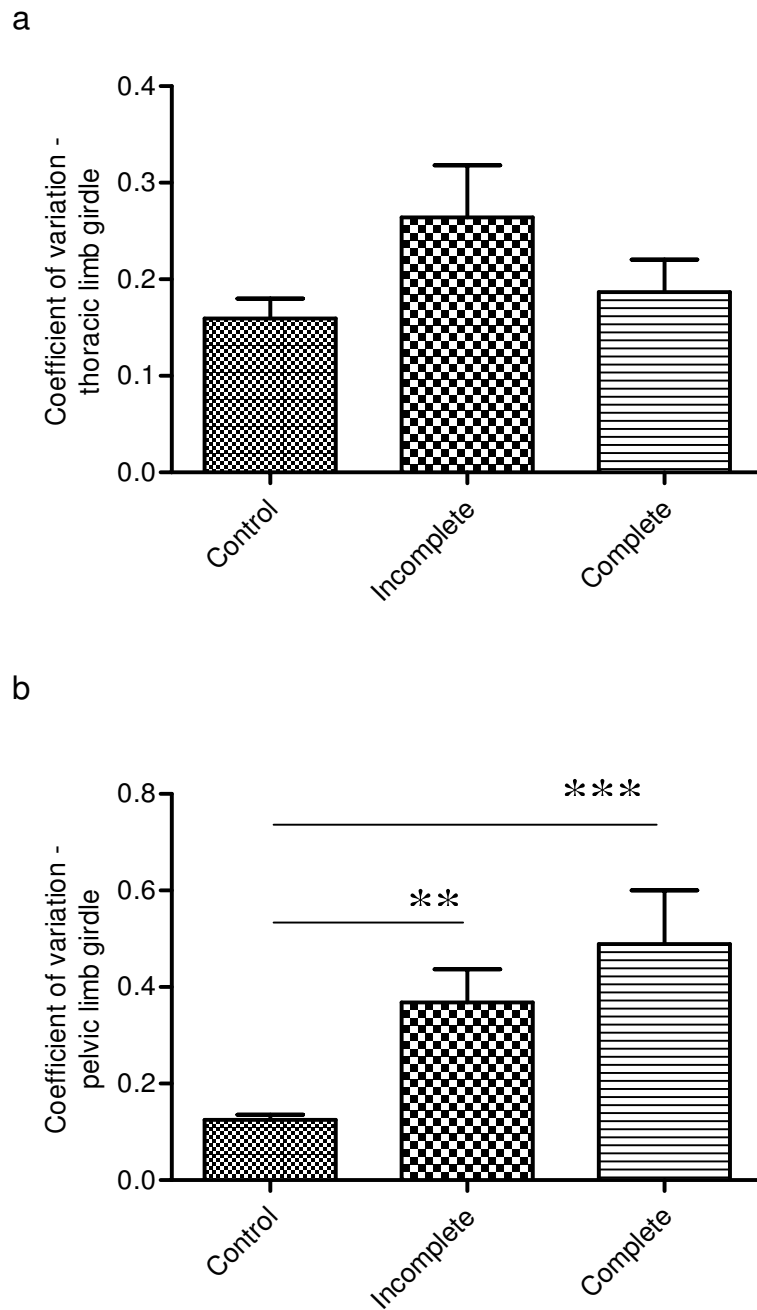 a
0.4
0.3
0.2
0.1
0.0
Coefficient of variation -
thoracic limb girdle
Control
Incomplete
Complete
b
0.8
0.6
0.4
0.2
0.0
Coefficient of variation -
pelvic limb girdle
***
**
Control
Incomplete
Complete